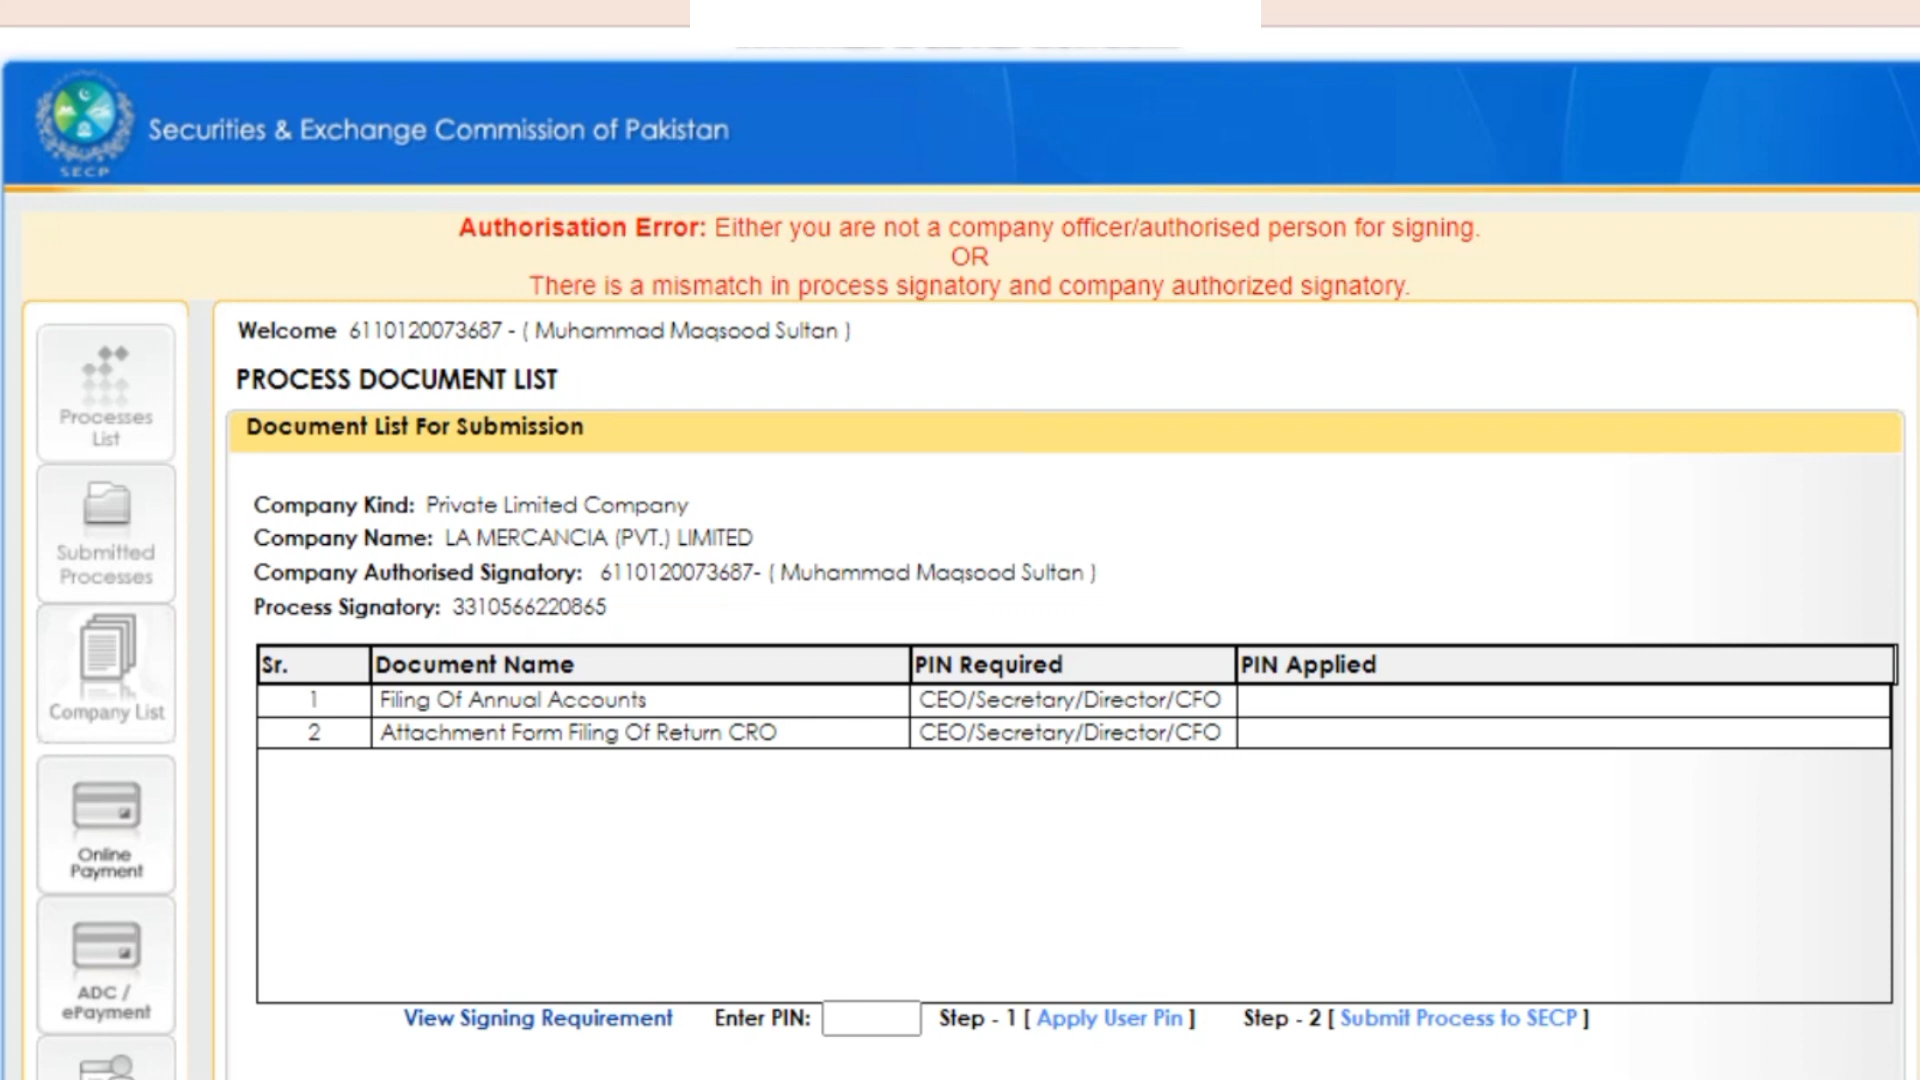 SECP
Securities & Exchange Commission of Pakistan
Authorisation Error: Either you are not a company officer/authorised person for signing.
OR
There is a mismatch in process signatory and company authorized signatory.
Welcome 6110120073687 - ( Muhammad Maqsood Sultan )
PROCESS DOCUMENT LIST
Document List For Submission
Company Kind: Private Limited Company
Company Name: LA MERCANCIA (PVT.) LIMITED
Company Authorised Signatory: 6110120073687- ( Muhammad Maqsood Sultan )
Process Signatory: 3310566220865
Sr. Document Name PIN Required PIN Applied
1 Filing Of Annual Accounts CEO/Secretary/Director/CFO
2 Attachment Form Filing Of Return CRO CEO/Secretary/Director/CFO
View Signing Requirement Enter PIN: Step - 1 [ Apply User Pin ] Step - 2 [ Submit Process to SECP ]
Processes
List
Submitted
Processes
Company List
Online
Payment
ADC /
ePayment